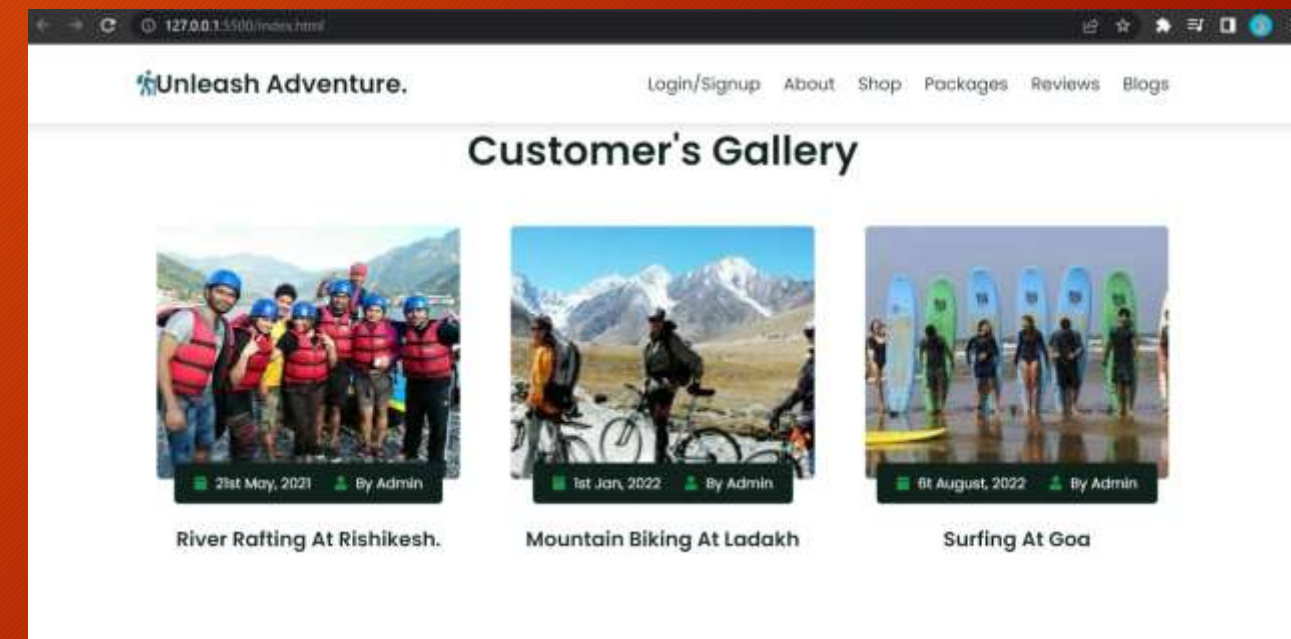 127.0.0.1:5500/index.html
Unleash Adventure.
Login/Signup About Shop Packages Reviews Blogs
Customer's Gallery
21st May, 2021 By Admin
1st Jan, 2022 By Admin
6t August, 2022 By Admin
River Rafting At Rishikesh.
Mountain Biking At Ladakh
Surfing At Goa